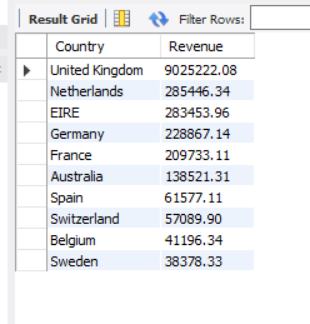 Result Grid Filter Rows:
Country Revenue
United Kingdom 9025222.08
Netherlands 285446.34
EIRE 283453.96
Germany 228867.14
France 209733.11
Australia 138521.31
Spain 61577.11
Switzerland 57089.90
Belgium 41196.34
Sweden 38378.33